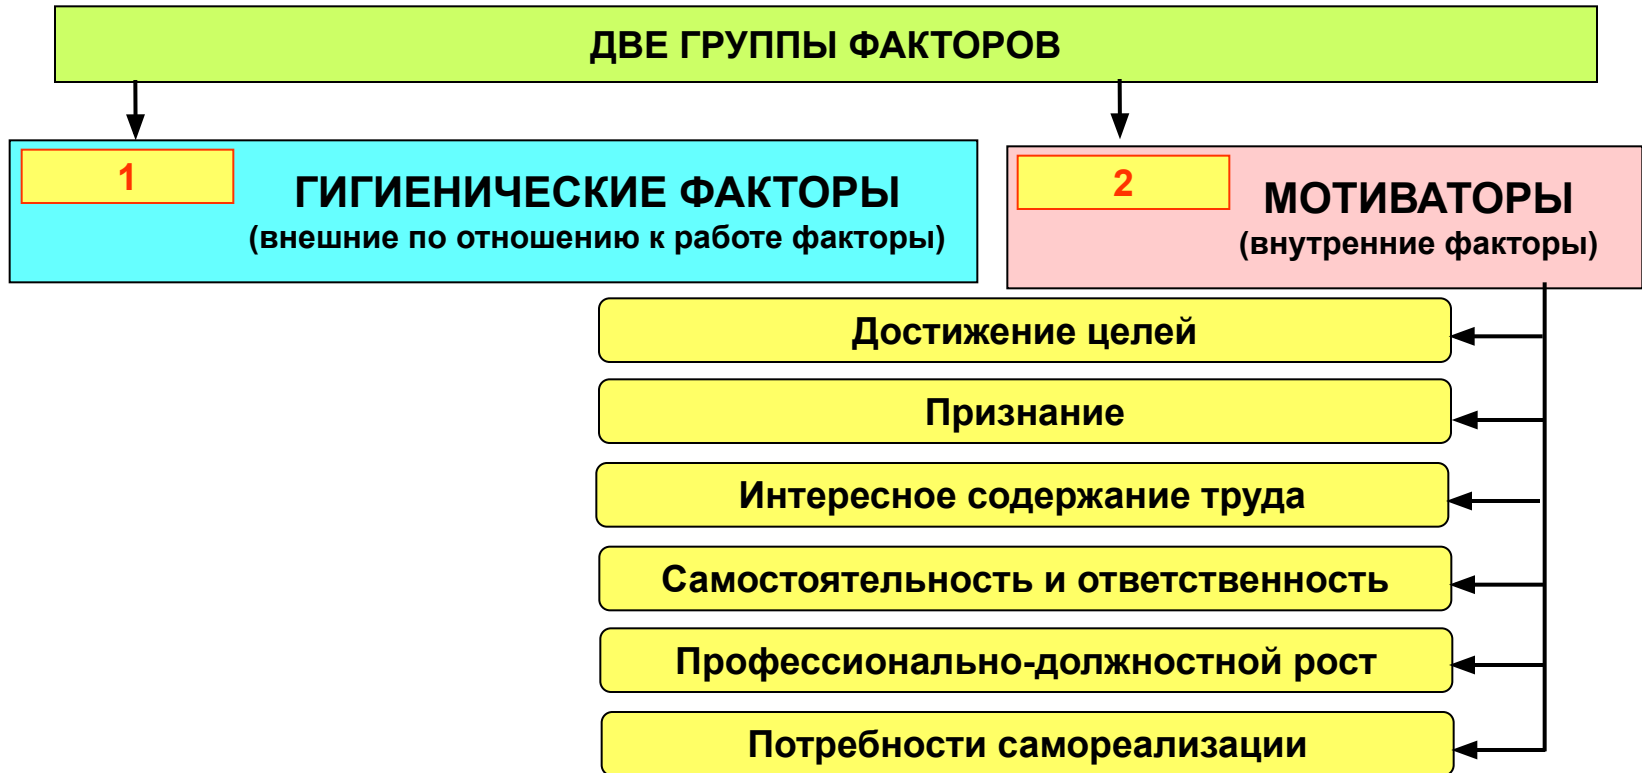 ДВЕ ГРУППЫ ФАКТОРОВ
1
ГИГИЕНИЧЕСКИЕ ФАКТОРЫ
(внешние по отношению к работе факторы)
2
МОТИВАТОРЫ
(внутренние факторы)
Достижение целей
Признание
Интересное содержание труда
Самостоятельность и ответственность
Профессионально-должностной рост
Потребности самореализации